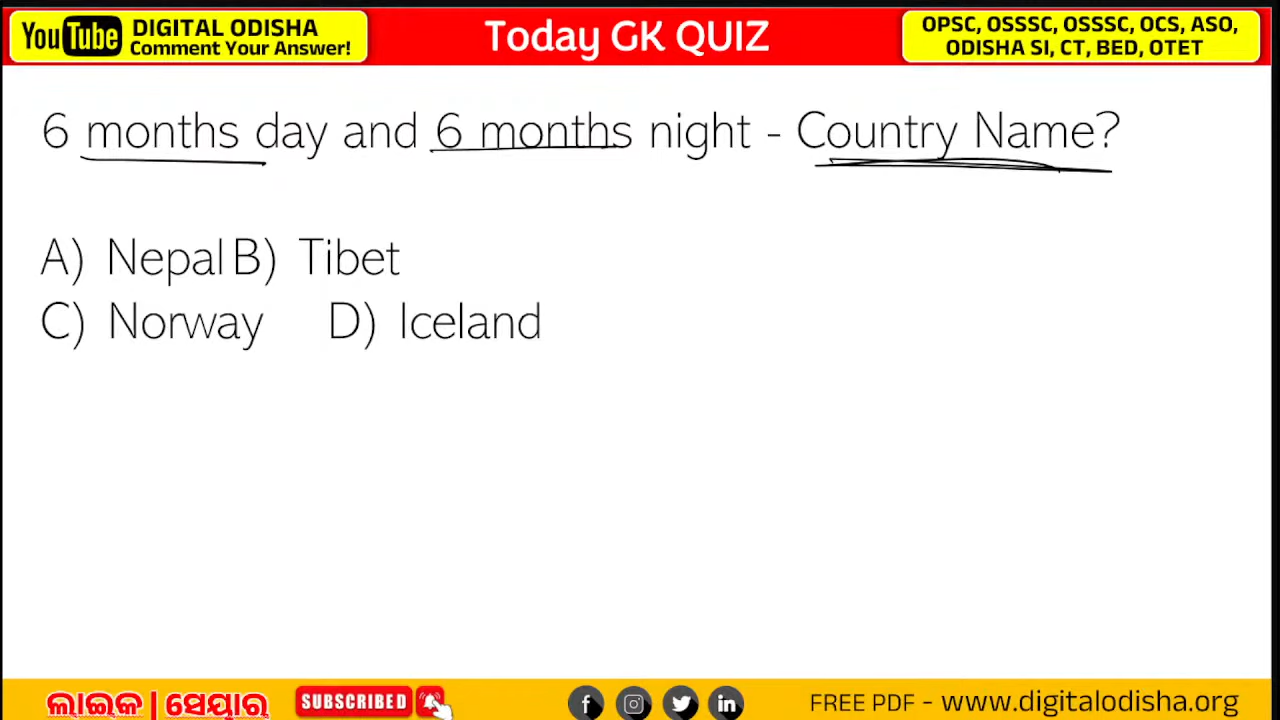 YouTube DIGITAL ODISHA
Comment Your Answer!
Today GK QUIZ
OPSC, OSSSC, OSSSC, OCS, ASO,
ODISHA SI, CT, BED, OTET
6 months day and 6 months night - Country Name?
A) Nepal B) Tibet
C) Norway D) Iceland
ଲାଇକ | ସେୟାର୍
SUBSCRIBED
FREE PDF - www.digitalodisha.org